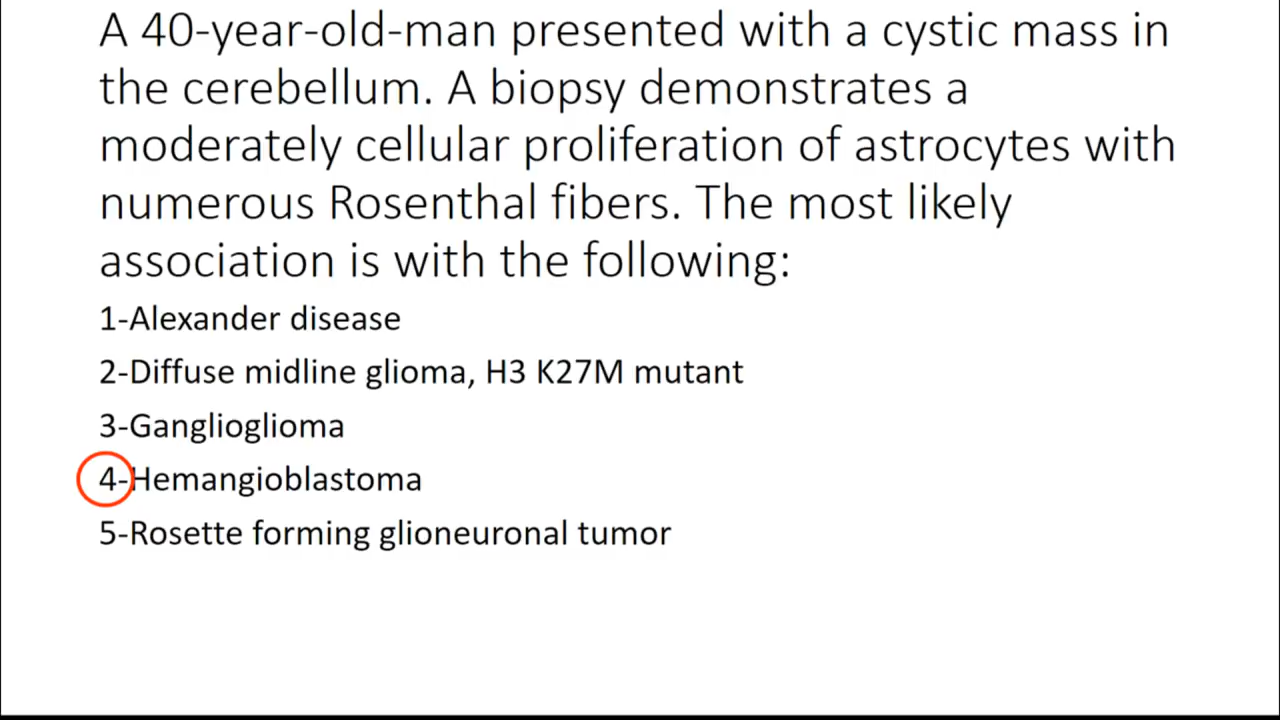 A 40-year-old-man presented with a cystic mass in
the cerebellum. A biopsy demonstrates a
moderately cellular proliferation of astrocytes with
numerous Rosenthal fibers. The most likely
association is with the following:
1-Alexander disease
2-Diffuse midline glioma, H3 K27M mutant
3-Ganglioglioma
4-Hemangioblastoma
5-Rosette forming glioneuronal tumor